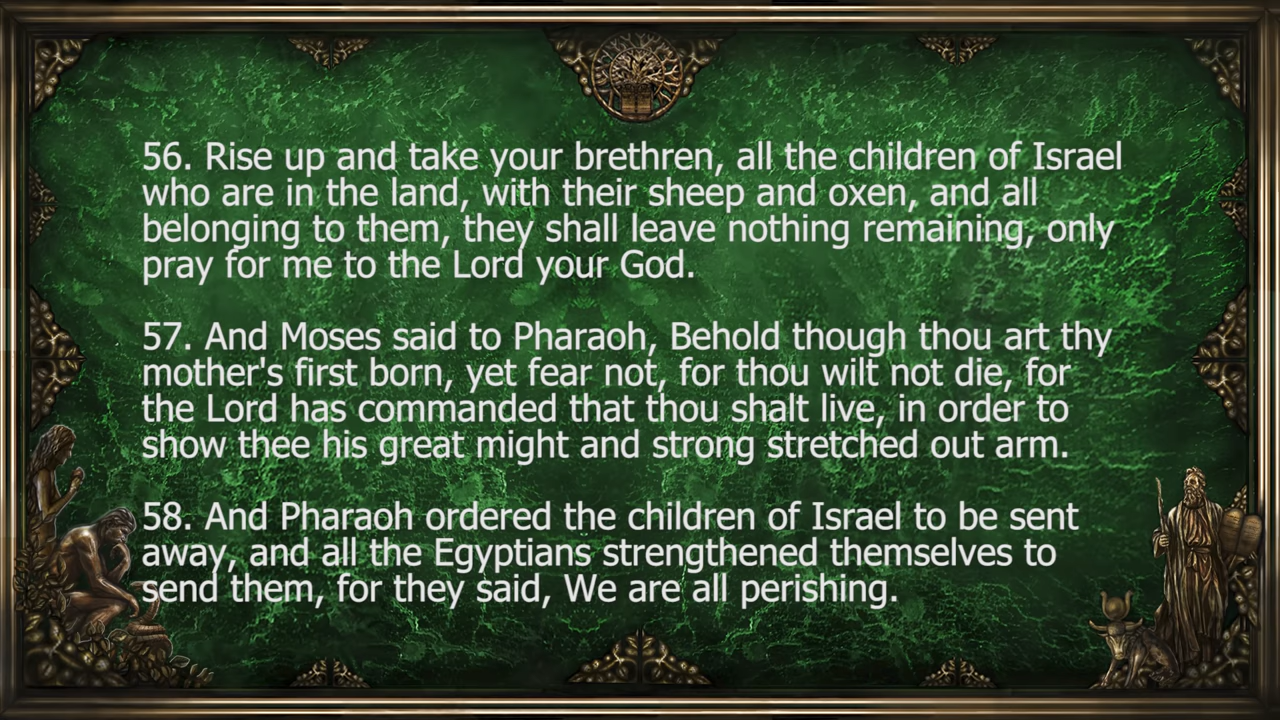 56. Rise up and take your brethren, all the children of Israel
who are in the land, with their sheep and oxen, and all
belonging to them, they shall leave nothing remaining, only
pray for me to the Lord your God.
57. And Moses said to Pharaoh, Behold though thou art thy
mother's first born, yet fear not, for thou wilt not die, for
the Lord has commanded that thou shalt live, in order to
show thee his great might and strong stretched out arm.
58. And Pharaoh ordered the children of Israel to be sent
away, and all the Egyptians strengthened themselves to
send them, for they said, We are all perishing.